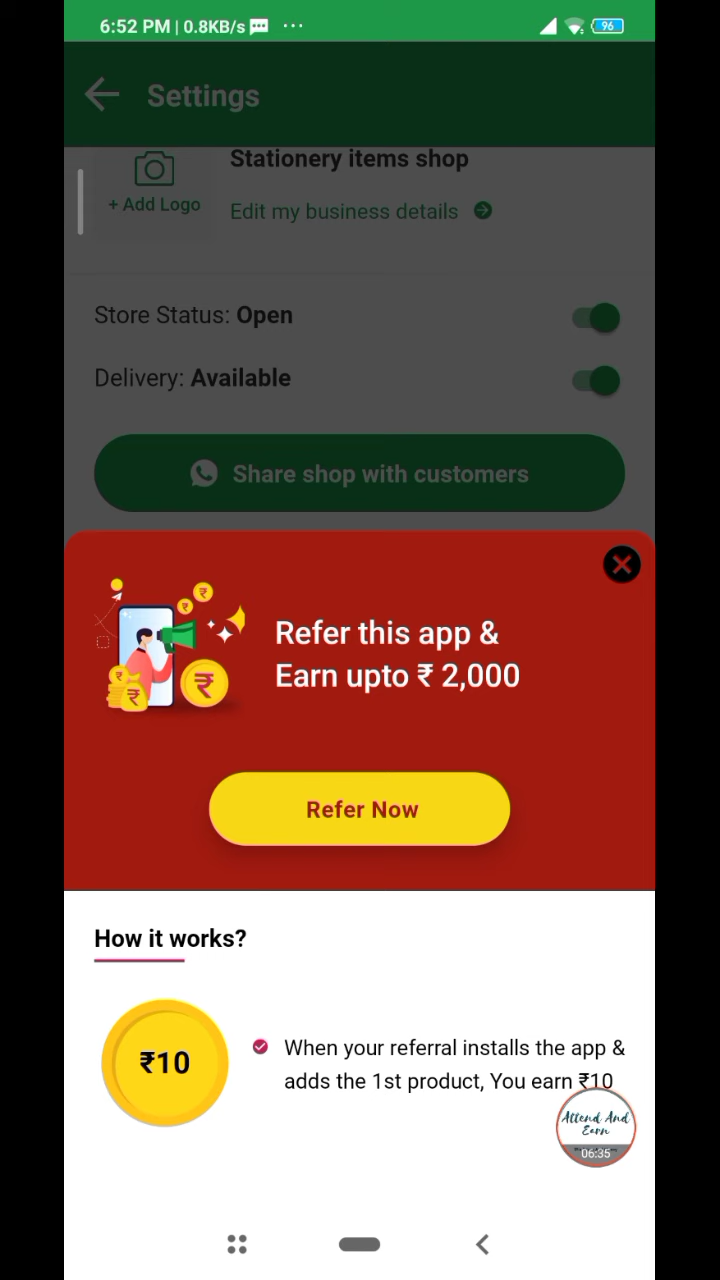 6:52 PM | 0.8KB/s ...
96
Settings
Stationery items shop
+ Add Logo
Edit my business details
Store Status: Open
Delivery: Available
Share shop with customers
Refer this app &
Earn upto ₹ 2,000
Refer Now
How it works?
₹10
When your referral installs the app &
adds the 1st product, You earn ₹10
Attend And
Earn
06:35